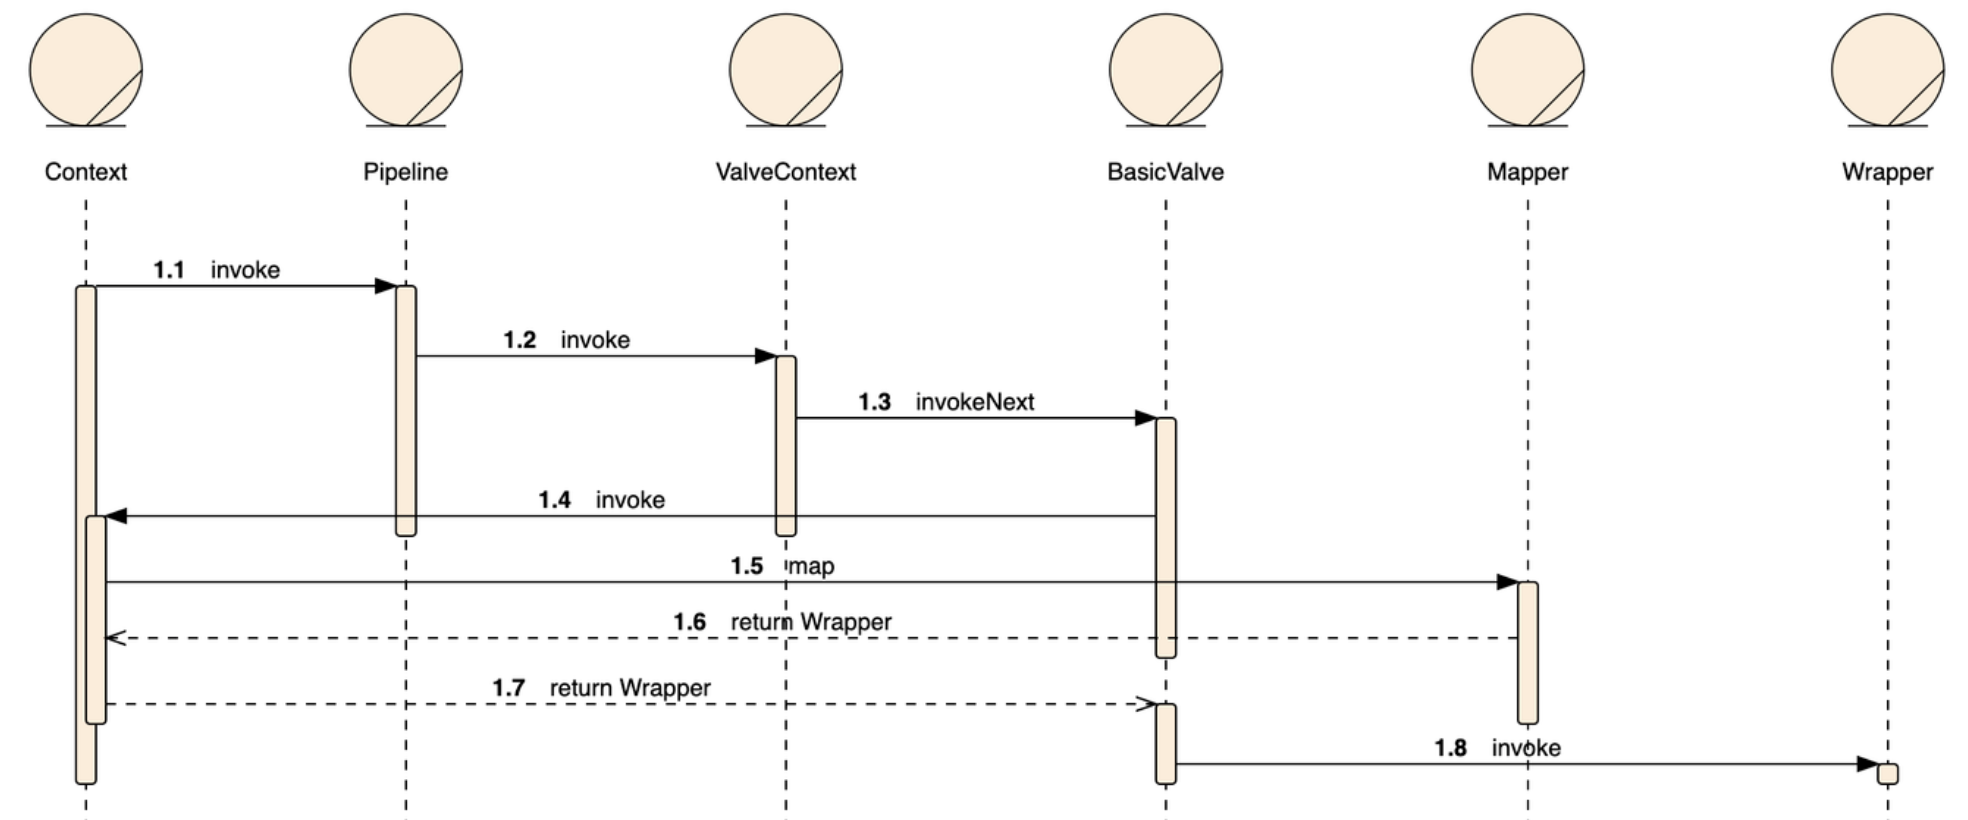 Context Pipeline ValveContext BasicValve Mapper Wrapper
1.1 invoke
1.2 invoke
1.3 invokeNext
1.4 invoke
1.5 map
1.6 return Wrapper
1.7 return Wrapper
1.8 invoke